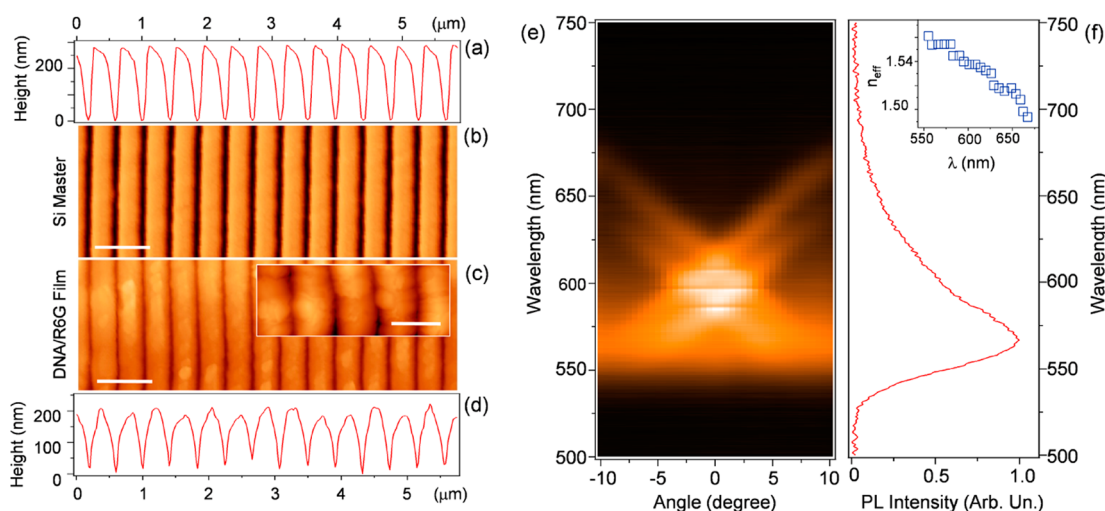 0 1 2 3 4 5 (μm)
Height (nm)
200
0
(a)
Si Master
(b)
DNA/R6G Film
(c)
Height (nm)
200
100
0
(d)
0 1 2 3 4 5 (μm)
(e)
Wavelength (nm)
750
700
650
600
550
500
-10 -5 0 5 10
Angle (degree)
(f)
n eff
1.54
1.50
550 600 650
λ (nm)
750
700
650
600
550
500
Wavelength (nm)
0 0.5 1.0
PL Intensity (Arb. Un.)